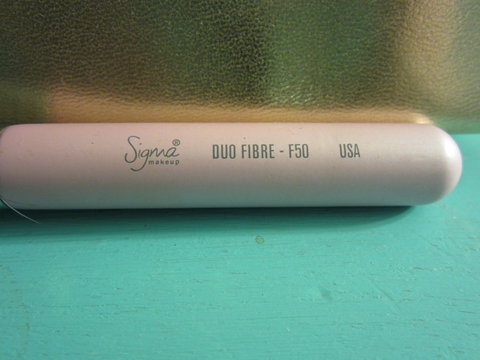 Sigma® DUO FIBRE - F50 USA
makeup